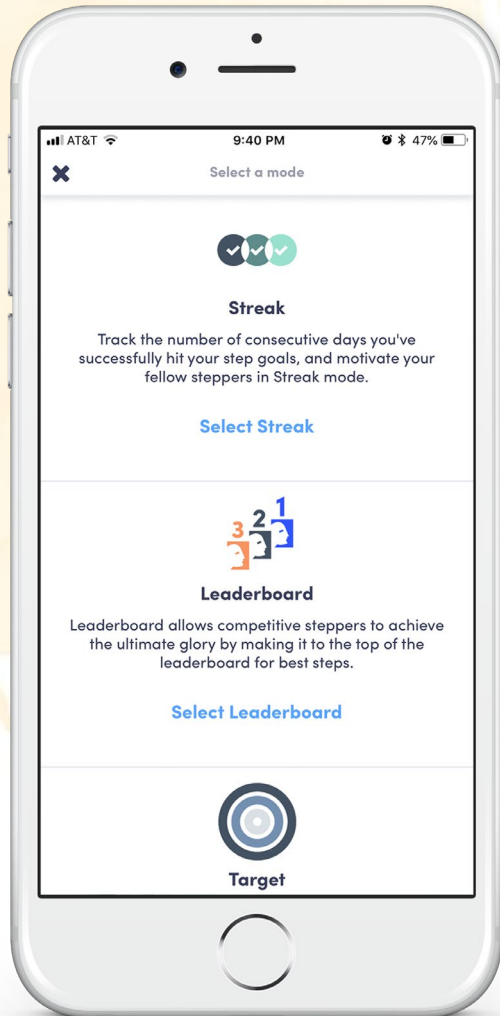 AT&T 9:40 PM 47%
Select a mode
Streak
Track the number of consecutive days you've
successfully hit your step goals, and motivate your
fellow steppers in Streak mode.
Select Streak
3 2 1
Leaderboard
Leaderboard allows competitive steppers to achieve
the ultimate glory by making it to the top of the
leaderboard for best steps.
Select Leaderboard
Target